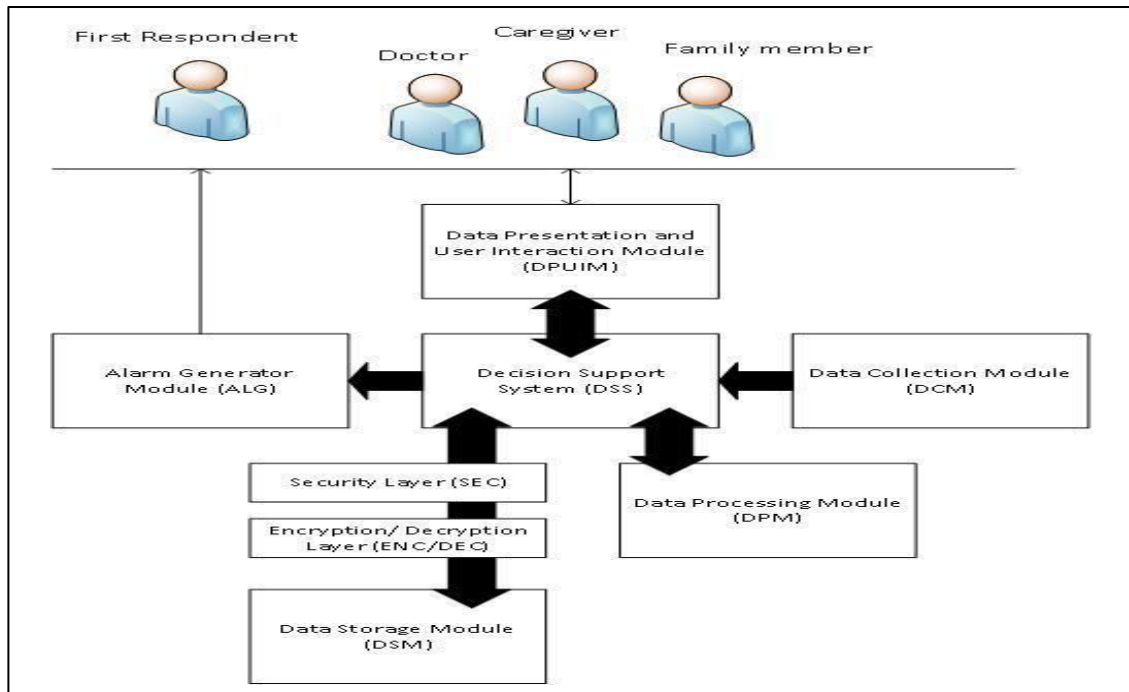 First Respondent
Doctor
Caregiver
Family member
Data Presentation and
User Interaction Module
(DPUIM)
Alarm Generator
Module (ALG)
Decision Support
System (DSS)
Data Collection Module
(DCM)
Security Layer (SEC)
Encryption/ Decryption
Layer (ENC/DEC)
Data Processing Module
(DPM)
Data Storage Module
(DSM)